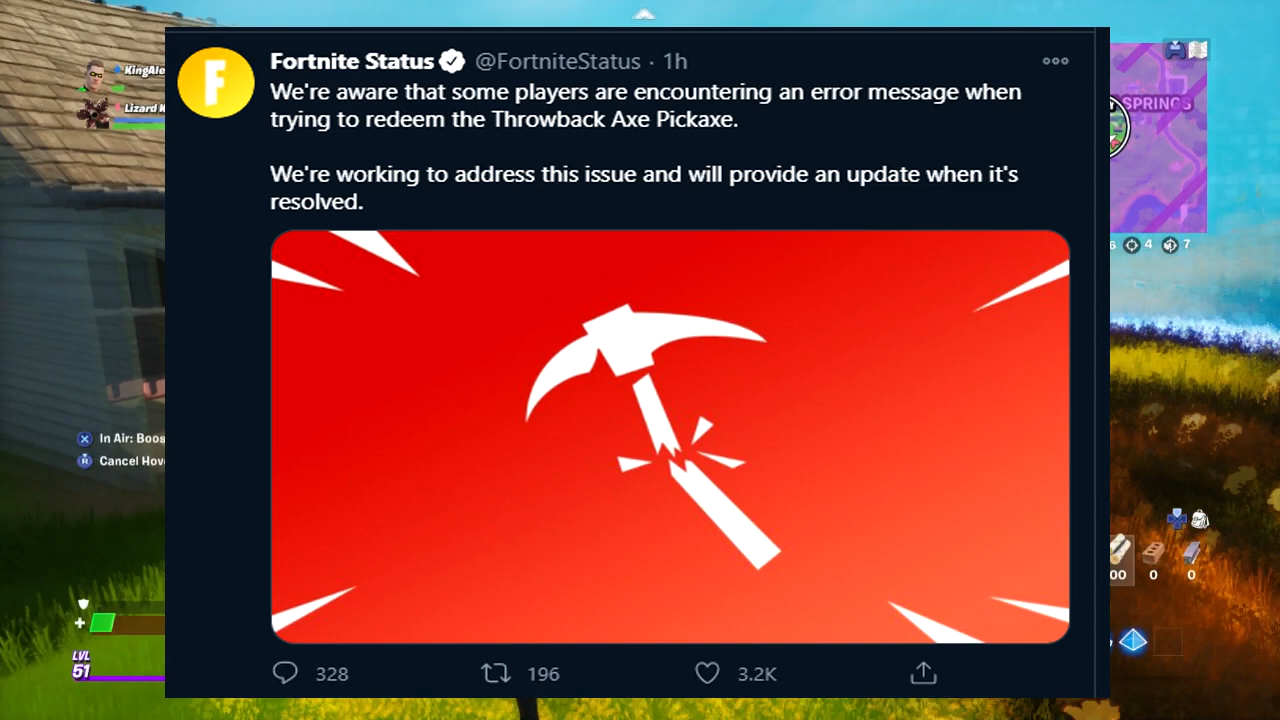 Fortnite Status @FortniteStatus · 1h
We're aware that some players are encountering an error message when
trying to redeem the Throwback Axe Pickaxe.
We're working to address this issue and will provide an update when it's
resolved.
328 196 3.2K
KingAle
Lizard K
SPRINGS
4 7
In Air: Boos
Cancel Hov
00 0 0
LVL
51